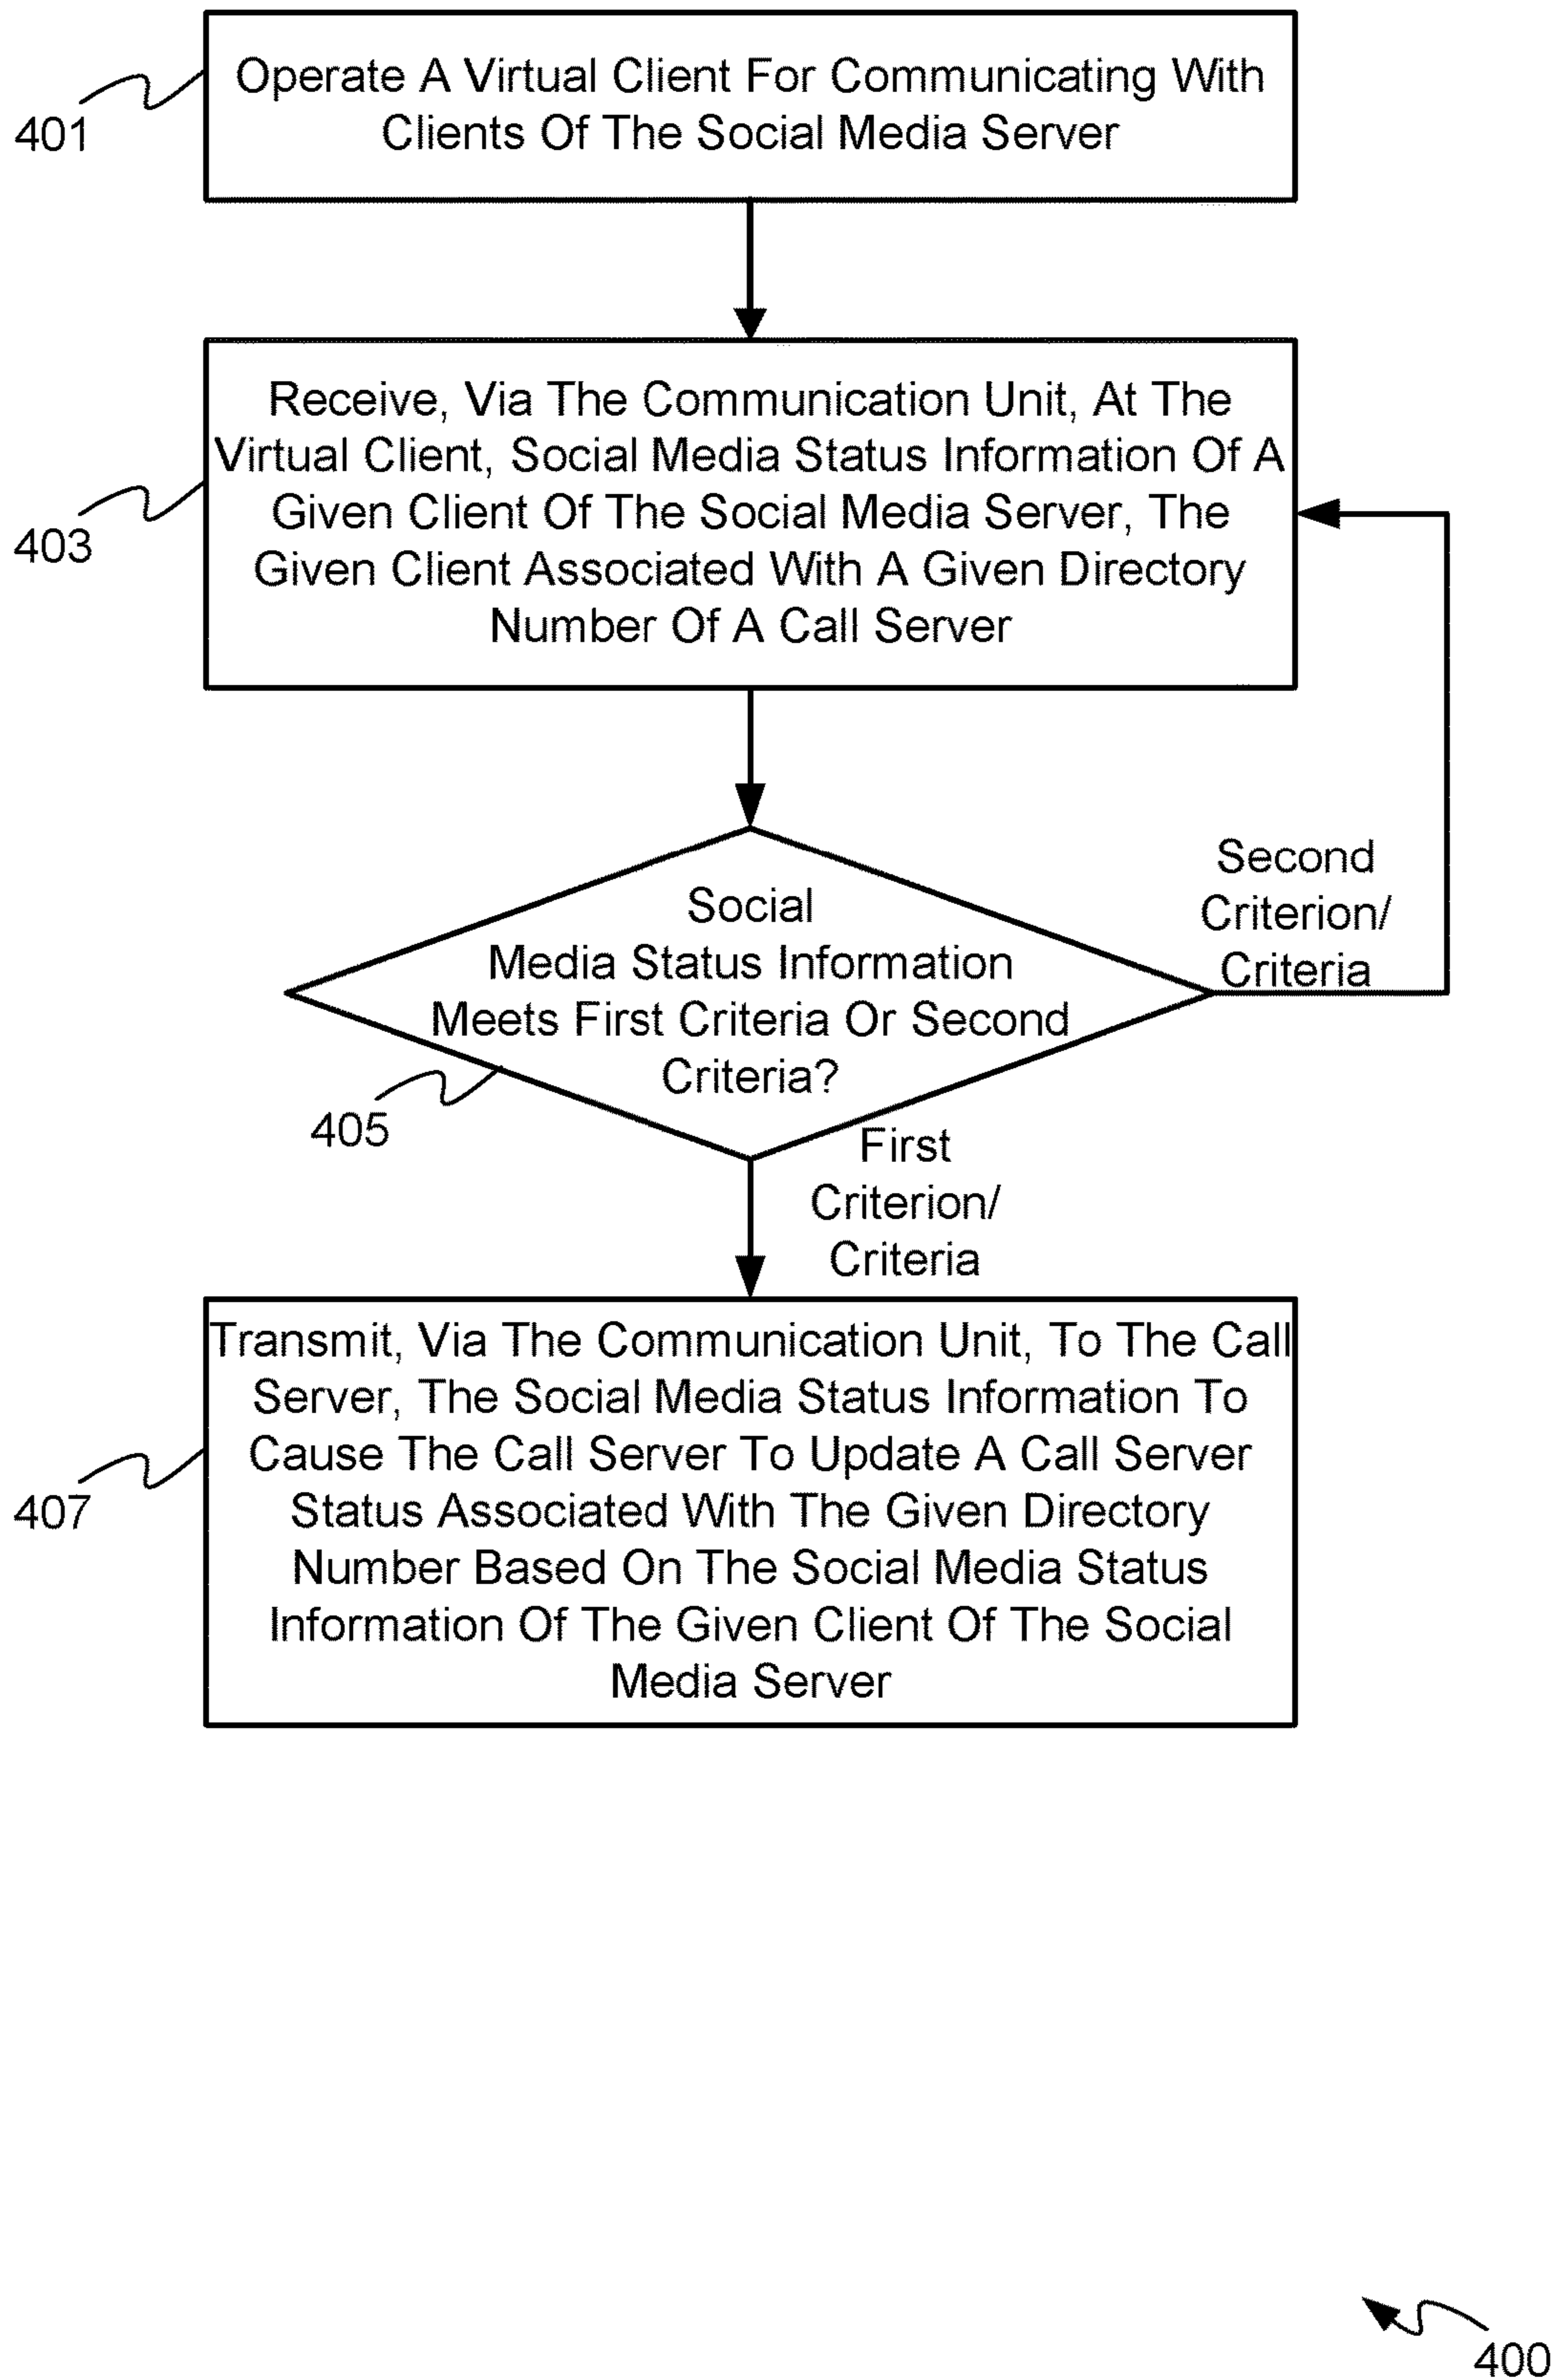 Operate A Virtual Client For Communicating With
Clients Of The Social Media Server
401
Receive, Via The Communication Unit, At The
Virtual Client, Social Media Status Information Of A
Given Client Of The Social Media Server, The
Given Client Associated With A Given Directory
Number Of A Call Server
403
Social
Media Status Information
Meets First Criteria Or Second
Criteria?
405
Second
Criterion/
Criteria
First
Criterion/
Criteria
Transmit, Via The Communication Unit, To The Call
Server, The Social Media Status Information To
Cause The Call Server To Update A Call Server
Status Associated With The Given Directory
Number Based On The Social Media Status
Information Of The Given Client Of The Social
Media Server
407
400